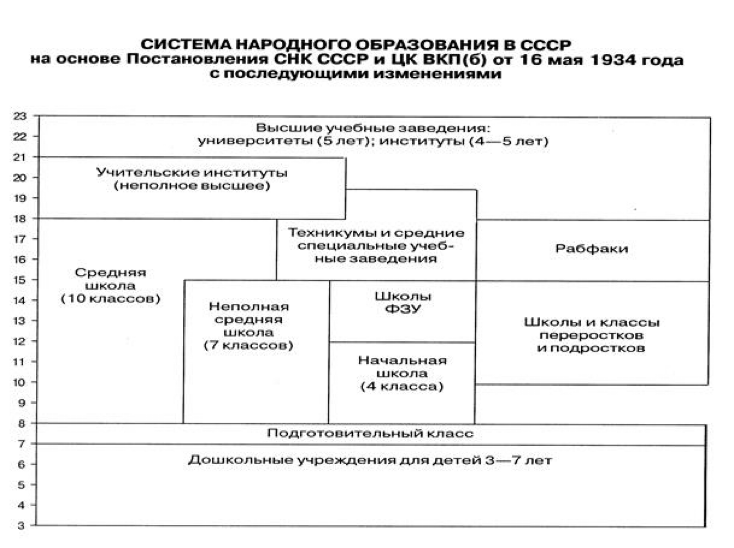 СИСТЕМА НАРОДНОГО ОБРАЗОВАНИЯ В СССР
на основе Постановления СНК СССР и ЦК ВКП(б) от 16 мая 1934 года
с последующими изменениями
23
22
21
20
19
18
17
16
15
14
13
12
11
10
9
8
7
6
5
4
3
Высшие учебные заведения:
университеты (5 лет); институты (4—5 лет)
Учительские институты
(неполное высшее)
Техникумы и средние
специальные учеб-
ные заведения
Рабфаки
Средняя
школа
(10 классов)
Неполная
средняя
школа
(7 классов)
Школы
ФЗУ
Школы и классы
переростков
и подростков
Начальная
школа
(4 класса)
Подготовительный класс
Дошкольные учреждения для детей 3—7 лет